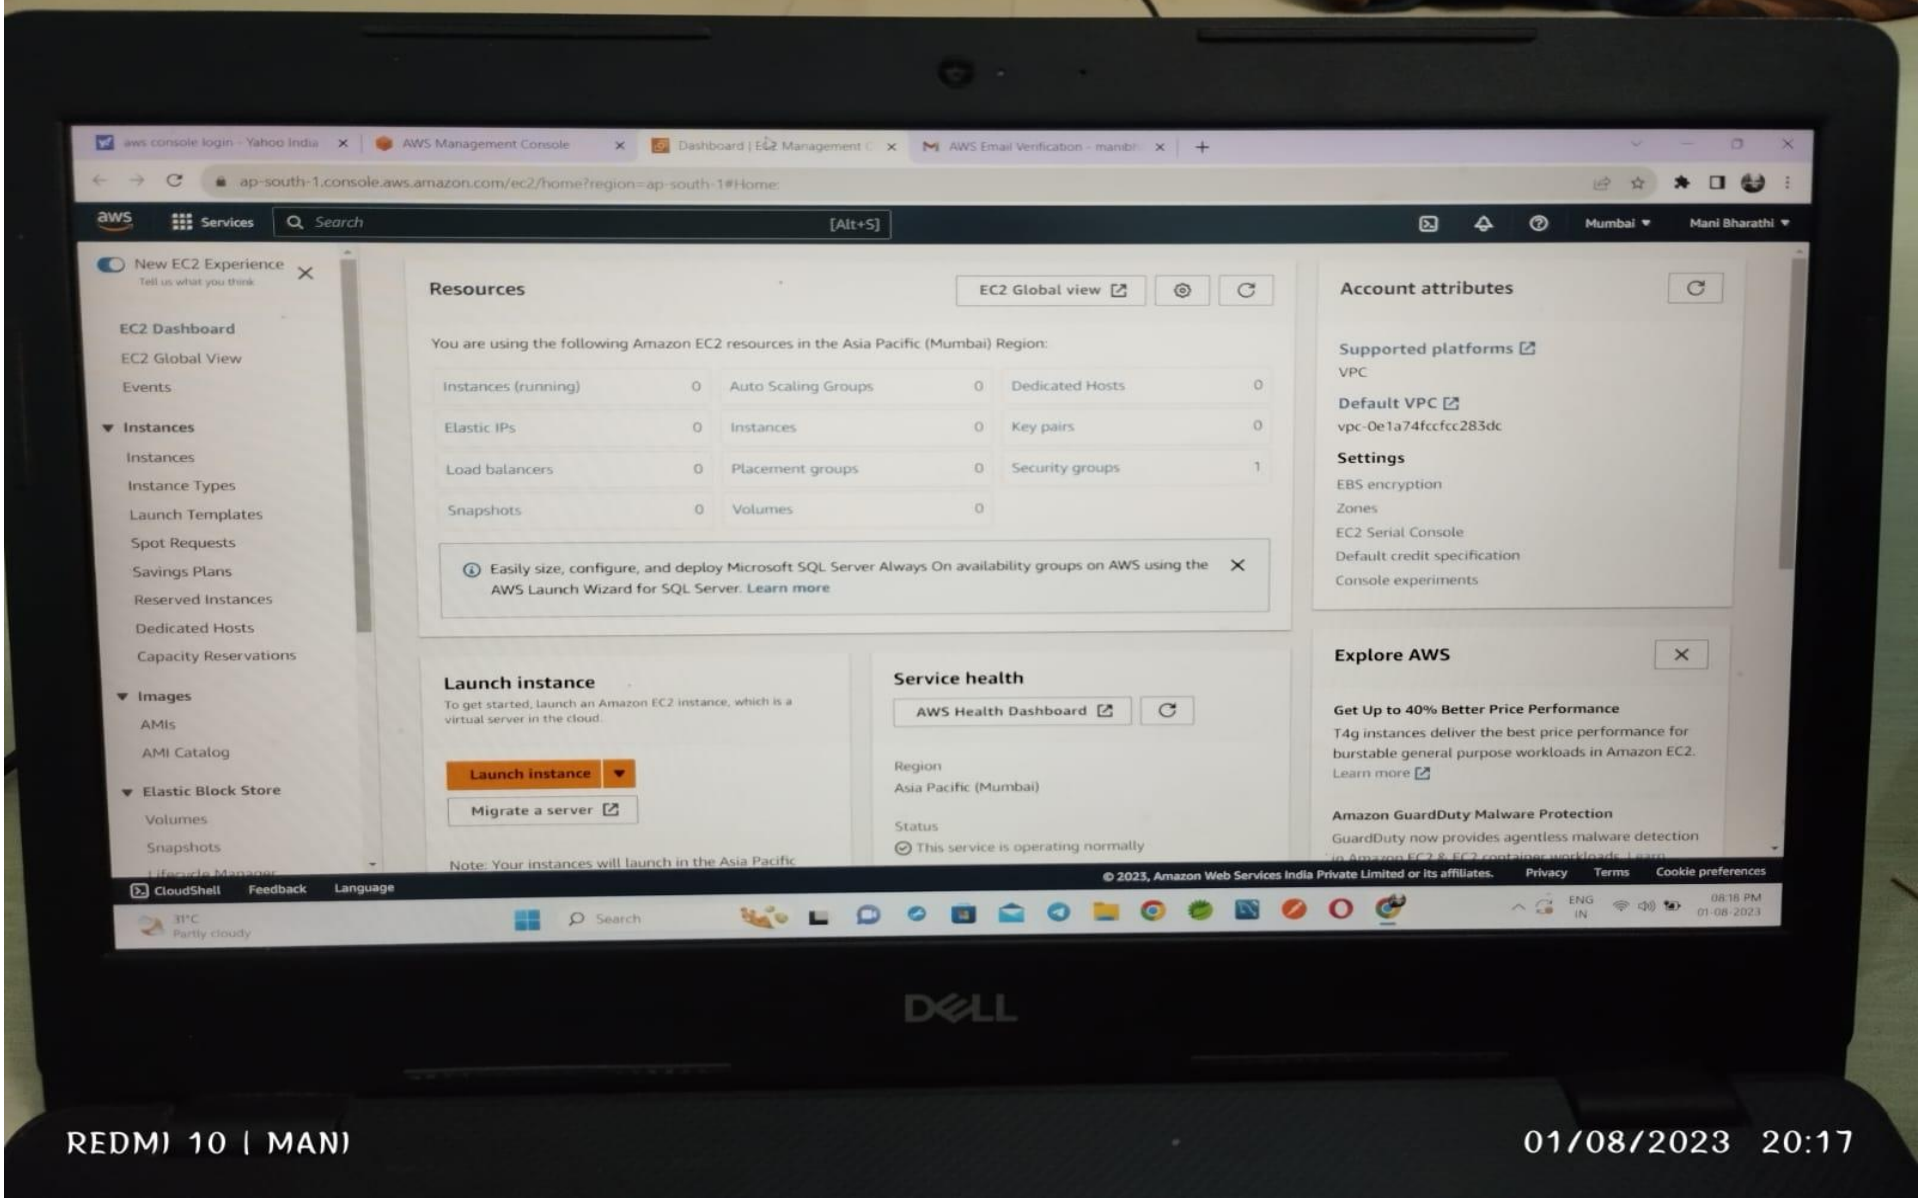 aws console login - Yahoo India
AWS Management Console
Dashboard | EC2 Management C
AWS Email Verification - manibh
ap-south-1.console.aws.amazon.com/ec2/home?region=ap-south-1#Home:
aws
Services
Search
[Alt+S]
Mumbai
Mani Bharathi
New EC2 Experience
Tell us what you think
EC2 Dashboard
EC2 Global View
Events
Instances
Instances
Instance Types
Launch Templates
Spot Requests
Savings Plans
Reserved Instances
Dedicated Hosts
Capacity Reservations
Images
AMIs
AMI Catalog
Elastic Block Store
Volumes
Snapshots
Lifecycle Manager
Resources
EC2 Global view
You are using the following Amazon EC2 resources in the Asia Pacific (Mumbai) Region:
Instances (running) 0 Auto Scaling Groups 0 Dedicated Hosts 0
Elastic IPs 0 Instances 0 Key pairs 0
Load balancers 0 Placement groups 0 Security groups 1
Snapshots 0 Volumes 0
Easily size, configure, and deploy Microsoft SQL Server Always On availability groups on AWS using the
AWS Launch Wizard for SQL Server. Learn more
Launch instance
To get started, launch an Amazon EC2 instance, which is a
virtual server in the cloud.
Launch instance
Migrate a server
Note: Your instances will launch in the Asia Pacific
Service health
AWS Health Dashboard
Region
Asia Pacific (Mumbai)
Status
This service is operating normally
Account attributes
Supported platforms
VPC
Default VPC
vpc-0e1a74fccfcc283dc
Settings
EBS encryption
Zones
EC2 Serial Console
Default credit specification
Console experiments
Explore AWS
Get Up to 40% Better Price Performance
T4g instances deliver the best price performance for
burstable general purpose workloads in Amazon EC2.
Learn more
Amazon GuardDuty Malware Protection
GuardDuty now provides agentless malware detection
in Amazon EC2 & EC2 container workloads. Learn
CloudShell Feedback Language
© 2023, Amazon Web Services India Private Limited or its affiliates. Privacy Terms Cookie preferences
31°C
Partly cloudy
Search
ENG
IN
08:16 PM
01-08-2023
DELL
REDMI 10 | MANI
01/08/2023 20:17